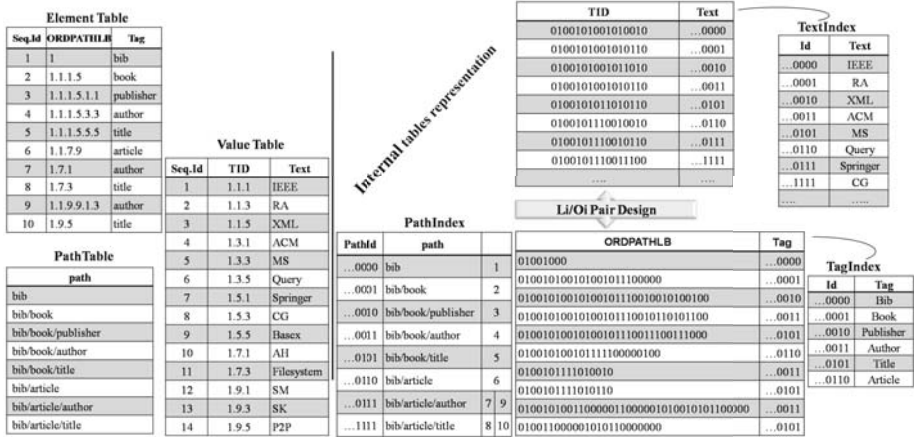 Element Table
Seq.Id ORDPATHLB Tag
1 1 bib
2 1.1.1.5 book
3 1.1.1.5.1.1 publisher
4 1.1.1.5.3.3 author
5 1.1.1.5.5.5 title
6 1.1.7.9 article
7 1.7.1 author
8 1.7.3 title
9 1.1.9.9.1.3 author
10 1.9.5 title
PathTable
path
bib
bib/book
bib/book/publisher
bib/book/author
bib/book/title
bib/article
bib/article/author
bib/article/title
Value Table
Seq.Id TID Text
1 1.1.1 IEEE
2 1.1.3 RA
3 1.1.5 XML
4 1.3.1 ACM
5 1.3.3 MS
6 1.3.5 Query
7 1.5.1 Springer
8 1.5.3 CG
9 1.5.5 Basex
10 1.7.1 AH
11 1.7.3 Filesystem
12 1.9.1 SM
13 1.9.3 SK
14 1.9.5 P2P
Internal tables representation
TID Text
0100101001010010 ...0000
0100101001010110 ...0001
0100101001011010 ...0010
0100101001010110 ...0011
0100101011010110 ...0101
0100101110010010 ...0110
0100101110010110 ...0111
0100101110011100 ...1111
.... ....
TextIndex
Id Text
...0000 IEEE
...0001 RA
...0010 XML
...0011 ACM
...0101 MS
...0110 Query
...0111 Springer
...1111 CG
.... .....
Li/Oi Pair Design
PathIndex
PathId path
...0000 bib 1
...0001 bib/book 2
...0010 bib/book/publisher 3
...0011 bib/book/author 4
...0101 bib/book/title 5
...0110 bib/article 6
...0111 bib/article/author 7 9
...1111 bib/article/title 8 10
ORDPATHLB Tag
01001000 ...0000
0100101001010010111100000 ...0001
...0010
...0011
...0101
...0110
0100101111010010 ...0011
0100101111010110 ...0101
...0011
...0101
TagIndex
Id Tag
...0000 Bib
...0001 Book
...0010 Publisher
...0011 Author
...0101 Title
...0110 Article